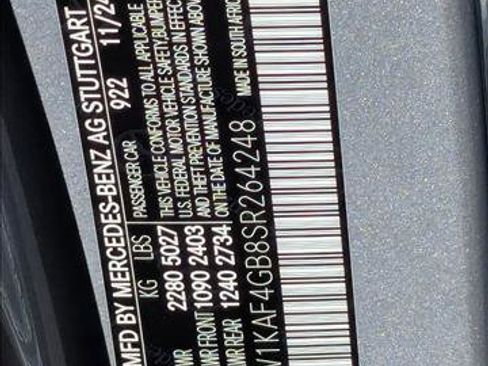 MFD BY MERCEDES-BENZ AG STUTTGART
PASSENGER CAR 922 11/24
KG LBS
THIS VEHICLE CONFORMS TO ALL APPLICABLE
2280 5027
U.S. FEDERAL MOTOR VEHICLE SAFETY, BUMPER
FRONT 1090 2403
AND THEFT PREVENTION STANDARDS IN EFFECT
REAR 1240 2734
ON THE DATE OF MANUFACTURE SHOWN ABOVE
W1KAF4GB8SR264248
MADE IN SOUTH AFRICA